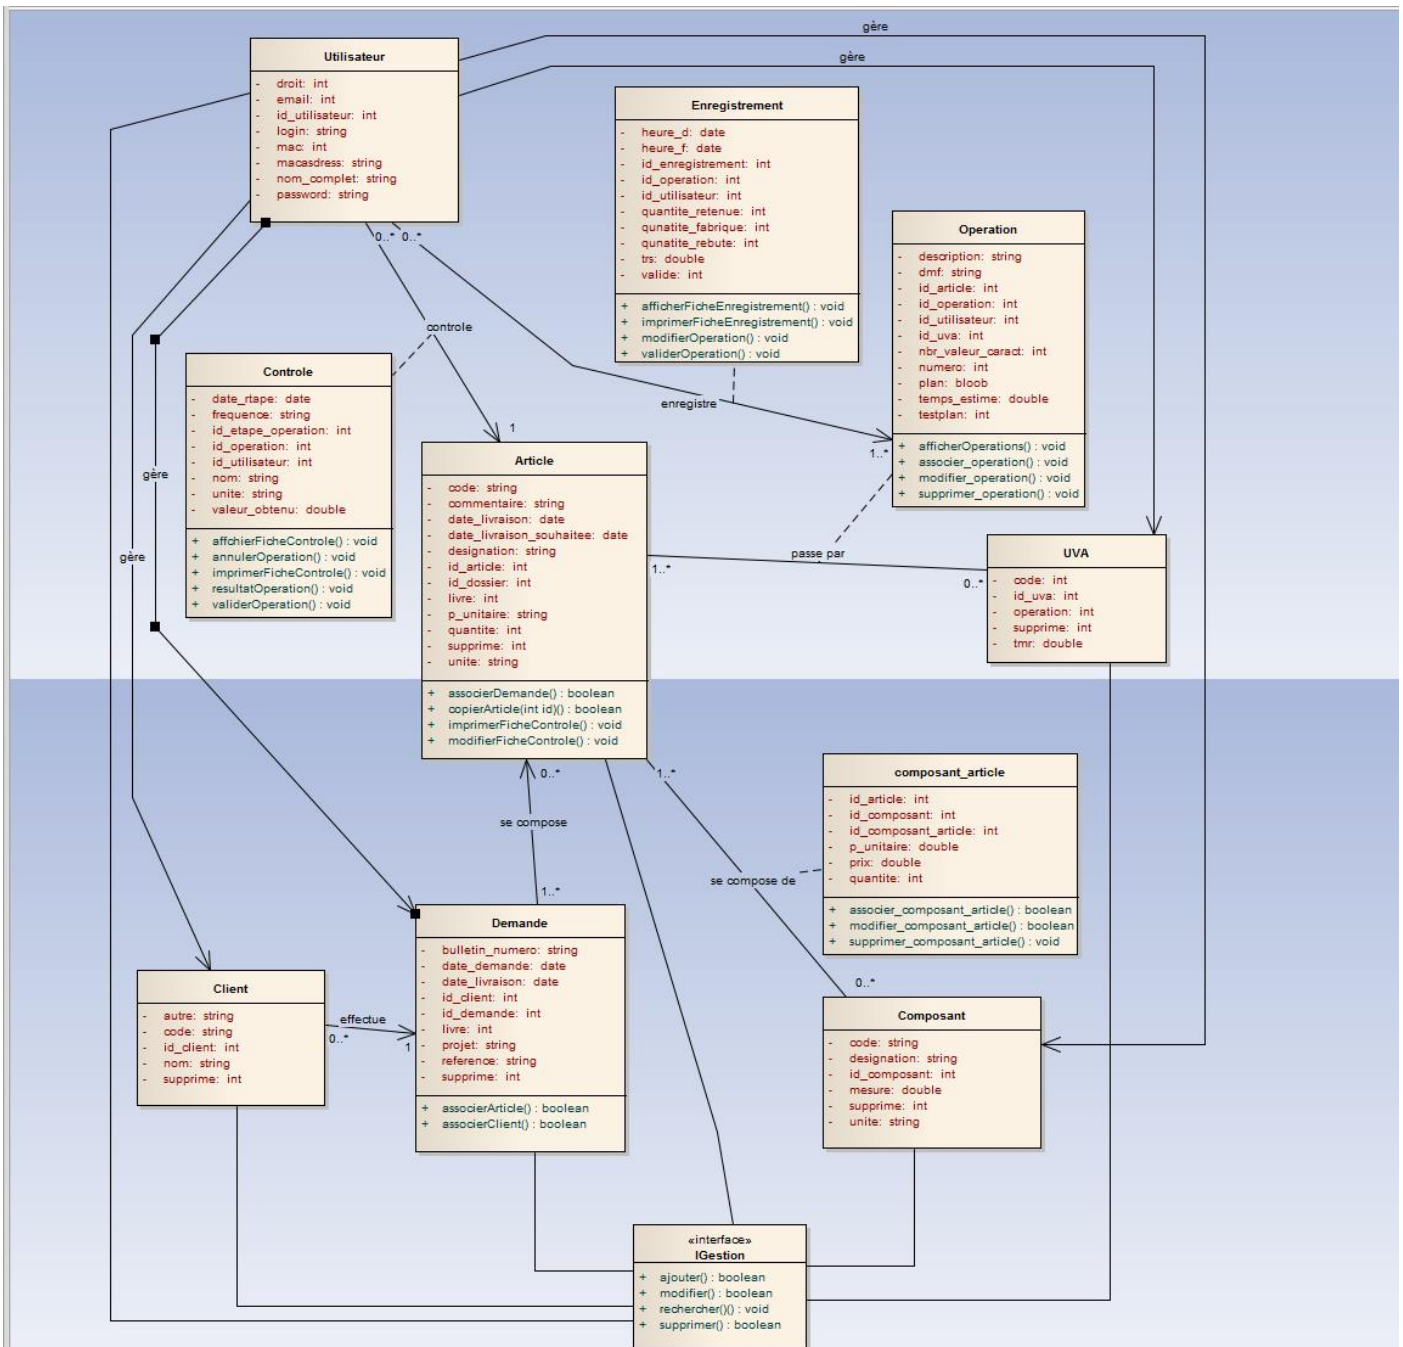 gère
gère
Utilisateur
- droit: int
- email: int
- id_utilisateur: int
- login: string
- mac: int
- macasdress: string
- nom_complet: string
- password: string
Enregistrement
- heure_d: date
- heure_f: date
- id_enregistrement: int
- id_operation: int
- id_utilisateur: int
- quantite_retenue: int
- qunatite_fabrique: int
- qunatite_rebute: int
- trs: double
- valide: int
+ afficherFicheEnregistrement() : void
+ imprimerFicheEnregistrement() : void
+ modifierOperation() : void
+ validerOperation() : void
Operation
- description: string
- dmf: string
- id_article: int
- id_operation: int
- id_utilisateur: int
- id_uva: int
- nbr_valeur_caract: int
- numero: int
- plan: bloob
- temps_estime: double
- testplan: int
+ afficherOperations() : void
+ associer_operation() : void
+ modifier_operation() : void
+ supprimer_operation() : void
0..* 0..*
controle
enregistre
1..*
1
Controle
- date_rtape: date
- frequence: string
- id_etape_operation: int
- id_operation: int
- id_utilisateur: int
- nom: string
- unite: string
- valeur_obtenu: double
+ affchierFicheControle() : void
+ annulerOperation() : void
+ imprimerFicheControle() : void
+ resultatOperation() : void
+ validerOperation() : void
gère
gère
Article
- code: string
- commentaire: string
- date_livraison: date
- date_livraison_souhaitee: date
- designation: string
- id_article: int
- id_dossier: int
- livre: int
- p_unitaire: string
- quantite: int
- supprime: int
- unite: string
+ associerDemande() : boolean
+ copierArticle(int id)() : boolean
+ imprimerFicheControle() : void
+ modifierFicheControle() : void
passe par
1..*
0..*
UVA
- code: int
- id_uva: int
- operation: int
- supprime: int
- tmr: double
0..*
1..*
se compose
1..*
se compose de
0..*
composant_article
- id_article: int
- id_composant: int
- id_composant_article: int
- p_unitaire: double
- prix: double
- quantite: int
+ associer_composant_article() : boolean
+ modifier_composant_article() : boolean
+ supprimer_composant_article() : void
Demande
- bulletin_numero: string
- date_demande: date
- date_livraison: date
- id_client: int
- id_demande: int
- livre: int
- projet: string
- reference: string
- supprime: int
+ associerArticle() : boolean
+ associerClient() : boolean
Client
- autre: string
- code: string
- id_client: int
- nom: string
- supprime: int
effectue
0..*
1
Composant
- code: string
- designation: string
- id_composant: int
- mesure: double
- supprime: int
- unite: string
«interface»
IGestion
+ ajouter() : boolean
+ modifier() : boolean
+ rechercher()() : void
+ supprimer() : boolean